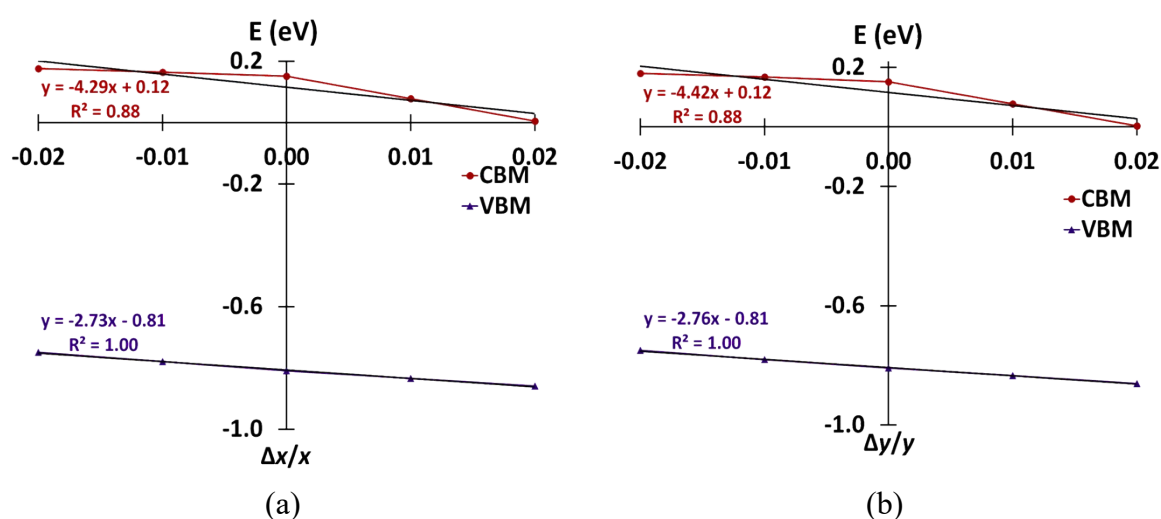 E (eV)
0.2
y = -4.29x + 0.12
R² = 0.88
-0.02 -0.01 0.00 0.01 0.02
-0.2
CBM
VBM
-0.6
y = -2.73x - 0.81
R² = 1.00
-1.0
Δx/x
(a)
E (eV)
0.2
y = -4.42x + 0.12
R² = 0.88
-0.02 -0.01 0.00 0.01 0.02
-0.2
CBM
VBM
-0.6
y = -2.76x - 0.81
R² = 1.00
-1.0
Δy/y
(b)